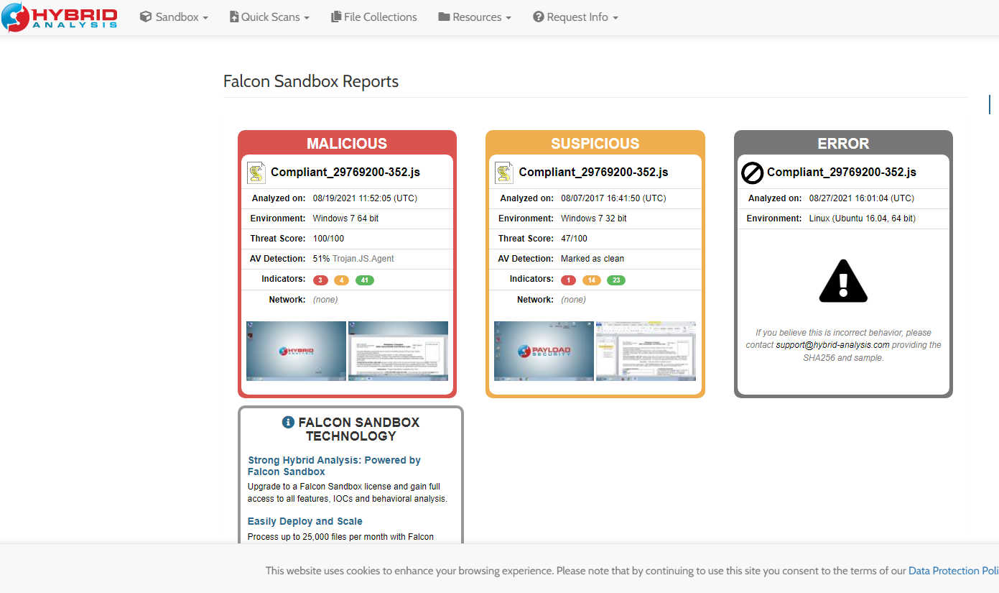 HYBRID
ANALYSIS
Sandbox
Quick Scans
File Collections
Resources
Request Info
Falcon Sandbox Reports
MALICIOUS
Compliant_29769200-352.js
Analyzed on: 08/19/2021 11:52:05 (UTC)
Environment: Windows 7 64 bit
Threat Score: 100/100
AV Detection: 51% Trojan.JS.Agent
Indicators: 3 4 41
Network: (none)
HYBRID
ANALYSIS
SUSPICIOUS
Compliant_29769200-352.js
Analyzed on: 08/07/2017 16:41:50 (UTC)
Environment: Windows 7 32 bit
Threat Score: 47/100
AV Detection: Marked as clean
Indicators: 1 14 23
Network: (none)
PAYLOAD
SECURITY
ERROR
Compliant_29769200-352.js
Analyzed on: 08/27/2021 16:01:04 (UTC)
Environment: Linux (Ubuntu 16.04, 64 bit)
If you believe this is incorrect behavior, please
contact support@hybrid-analysis.com providing the
SHA256 and sample.
FALCON SANDBOX
TECHNOLOGY
Strong Hybrid Analysis: Powered by
Falcon Sandbox
Upgrade to a Falcon Sandbox license and gain full
access to all features, IOCs and behavioral analysis.
Easily Deploy and Scale
Process up to 25,000 files per month with Falcon
This website uses cookies to enhance your browsing experience. Please note that by continuing to use this site you consent to the terms of our Data Protection Poli